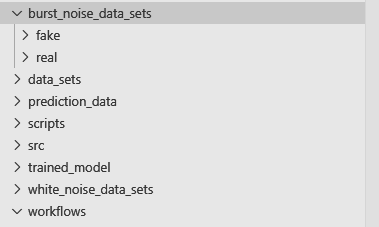 burst_noise_data_sets
fake
real
data_sets
prediction_data
scripts
src
trained_model
white_noise_data_sets
workflows